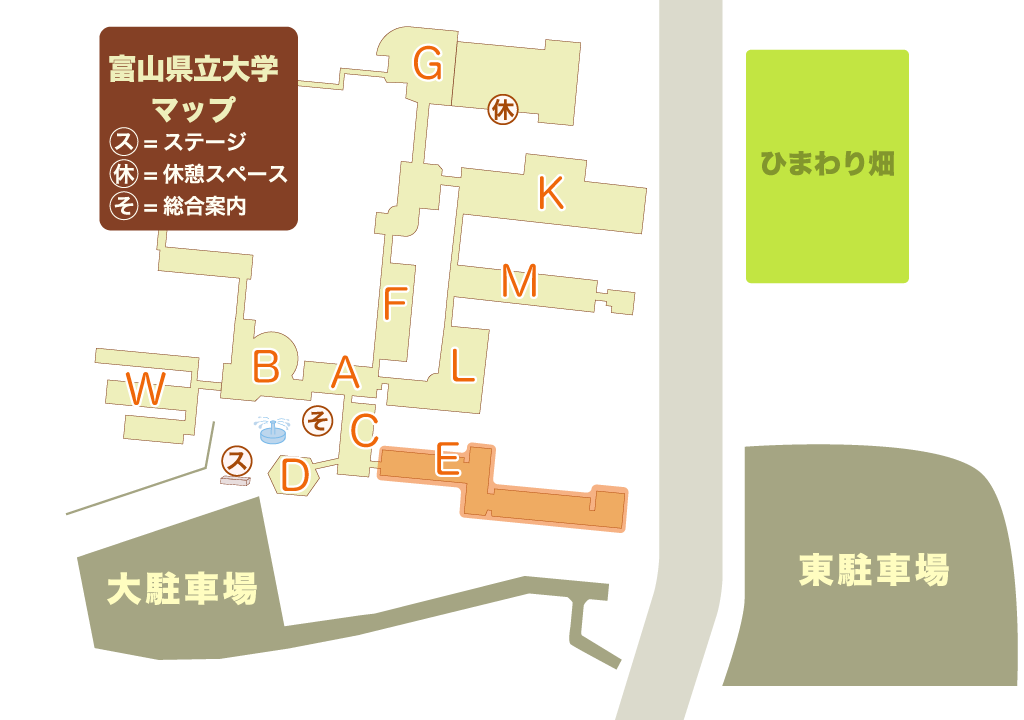 富山県立大学
マップ
ス = ステージ
休 = 休憩スペース
そ = 総合案内
G
休
K
ひまわり畑
M
F
B
A
L
W
そ
C
ス
D
E
大駐車場
東駐車場